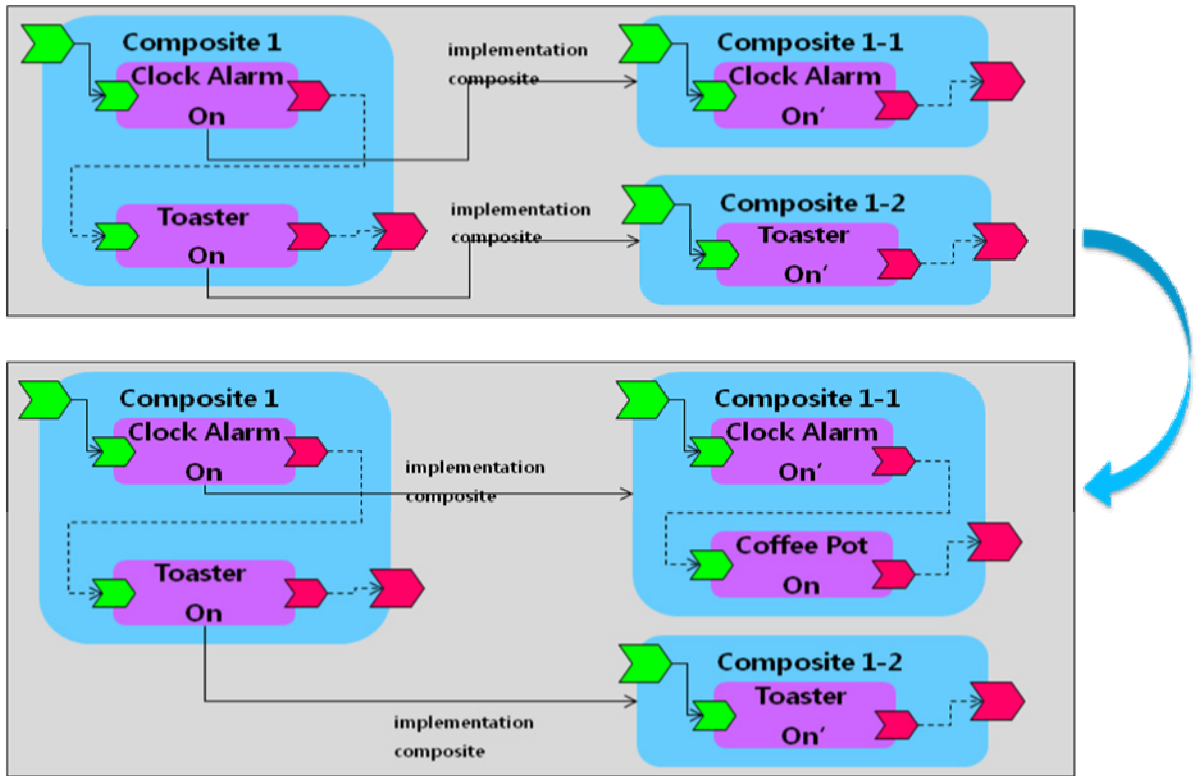 Composite 1
Clock Alarm
On
Toaster
On
implementation
composite
implementation
composite
Composite 1-1
Clock Alarm
On’
Composite 1-2
Toaster
On’
Composite 1
Clock Alarm
On
Toaster
On
implementation
composite
implementation
composite
Composite 1-1
Clock Alarm
On’
Coffee Pot
On
Composite 1-2
Toaster
On’